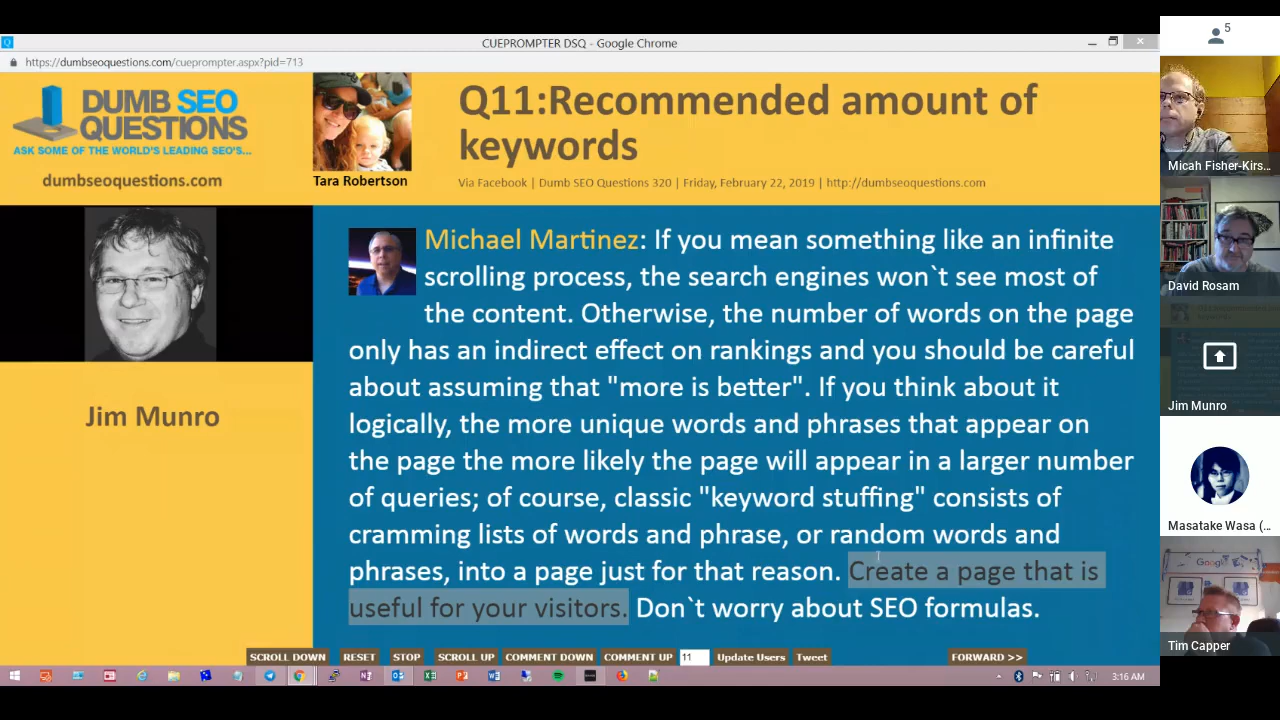 CUEPROMPTER DSQ - Google Chrome
https://dumbseoquestions.com/cueprompter.aspx?pid=713
DUMB SEO
QUESTIONS
ASK SOME OF THE WORLD'S LEADING SEO'S...
dumbseoquestions.com
Tara Robertson
Q11:Recommended amount of
keywords
Via Facebook | Dumb SEO Questions 320 | Friday, February 22, 2019 | http://dumbseoquestions.com
Jim Munro
Michael Martinez: If you mean something like an infinite
scrolling process, the search engines won`t see most of
the content. Otherwise, the number of words on the page
only has an indirect effect on rankings and you should be careful
about assuming that "more is better". If you think about it
logically, the more unique words and phrases that appear on
the page the more likely the page will appear in a larger number
of queries; of course, classic "keyword stuffing" consists of
cramming lists of words and phrase, or random words and
phrases, into a page just for that reason. Create a page that is
useful for your visitors. Don`t worry about SEO formulas.
SCROLL DOWN RESET STOP SCROLL UP COMMENT DOWN COMMENT UP 11 Update Users Tweet FORWARD >>
3:16 AM
5
Micah Fisher-Kirs...
David Rosam
Jim Munro
Masatake Wasa (...
Google
Tim Capper